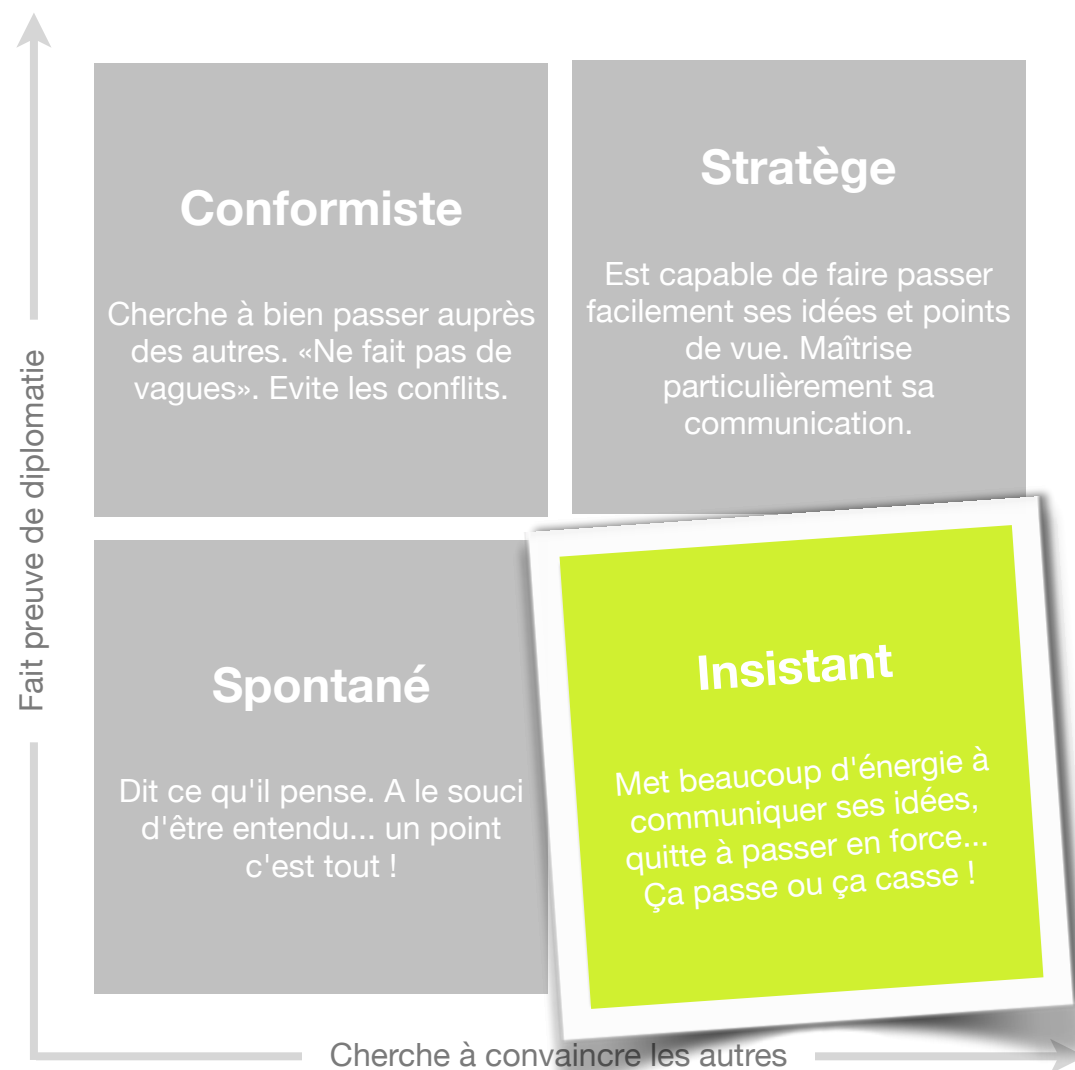 Fait preuve de diplomatie
Conformiste
Cherche à bien passer auprès
des autres. «Ne fait pas de
vagues». Evite les conflits.
Stratège
Est capable de faire passer
facilement ses idées et points
de vue. Maîtrise
particulièrement sa
communication.
Spontané
Dit ce qu'il pense. A le souci
d'être entendu... un point
c'est tout !
Insistant
Met beaucoup d'énergie à
communiquer ses idées,
quitte à passer en force...
Ça passe ou ça casse !
Cherche à convaincre les autres